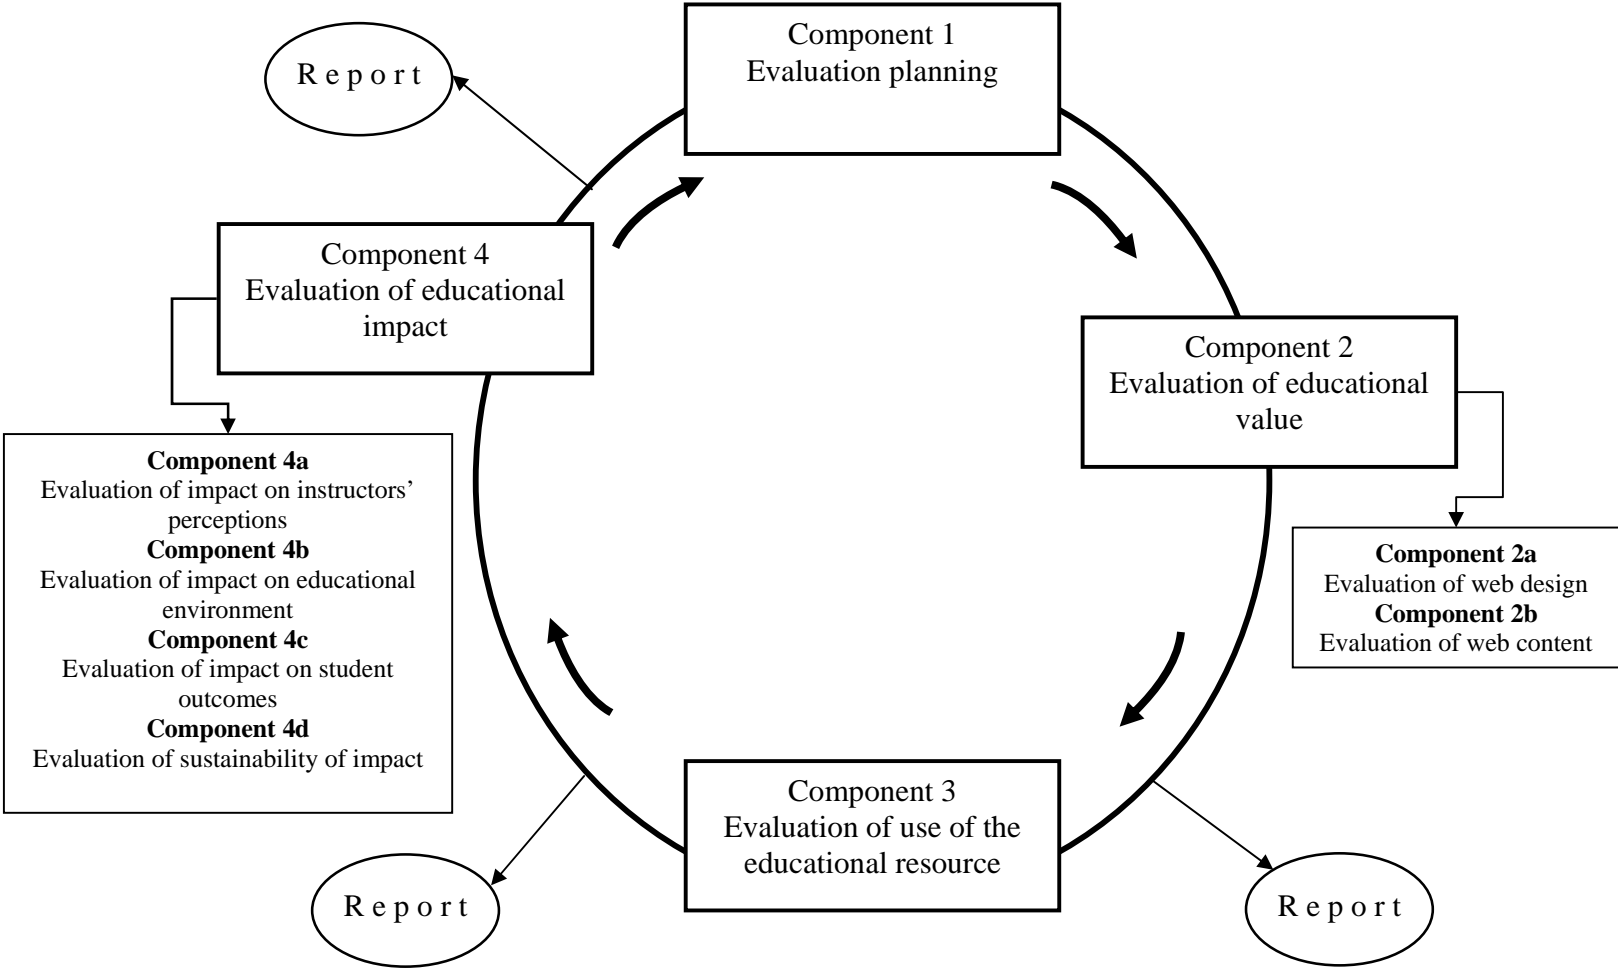 Component 1
Evaluation planning
R e p o r t
Component 4
Evaluation of educational
impact
Component 2
Evaluation of educational
value
Component 4a
Evaluation of impact on instructors’
perceptions
Component 4b
Evaluation of impact on educational
environment
Component 4c
Evaluation of impact on student
outcomes
Component 4d
Evaluation of sustainability of impact
Component 2a
Evaluation of web design
Component 2b
Evaluation of web content
Component 3
Evaluation of use of the
educational resource
R e p o r t
R e p o r t